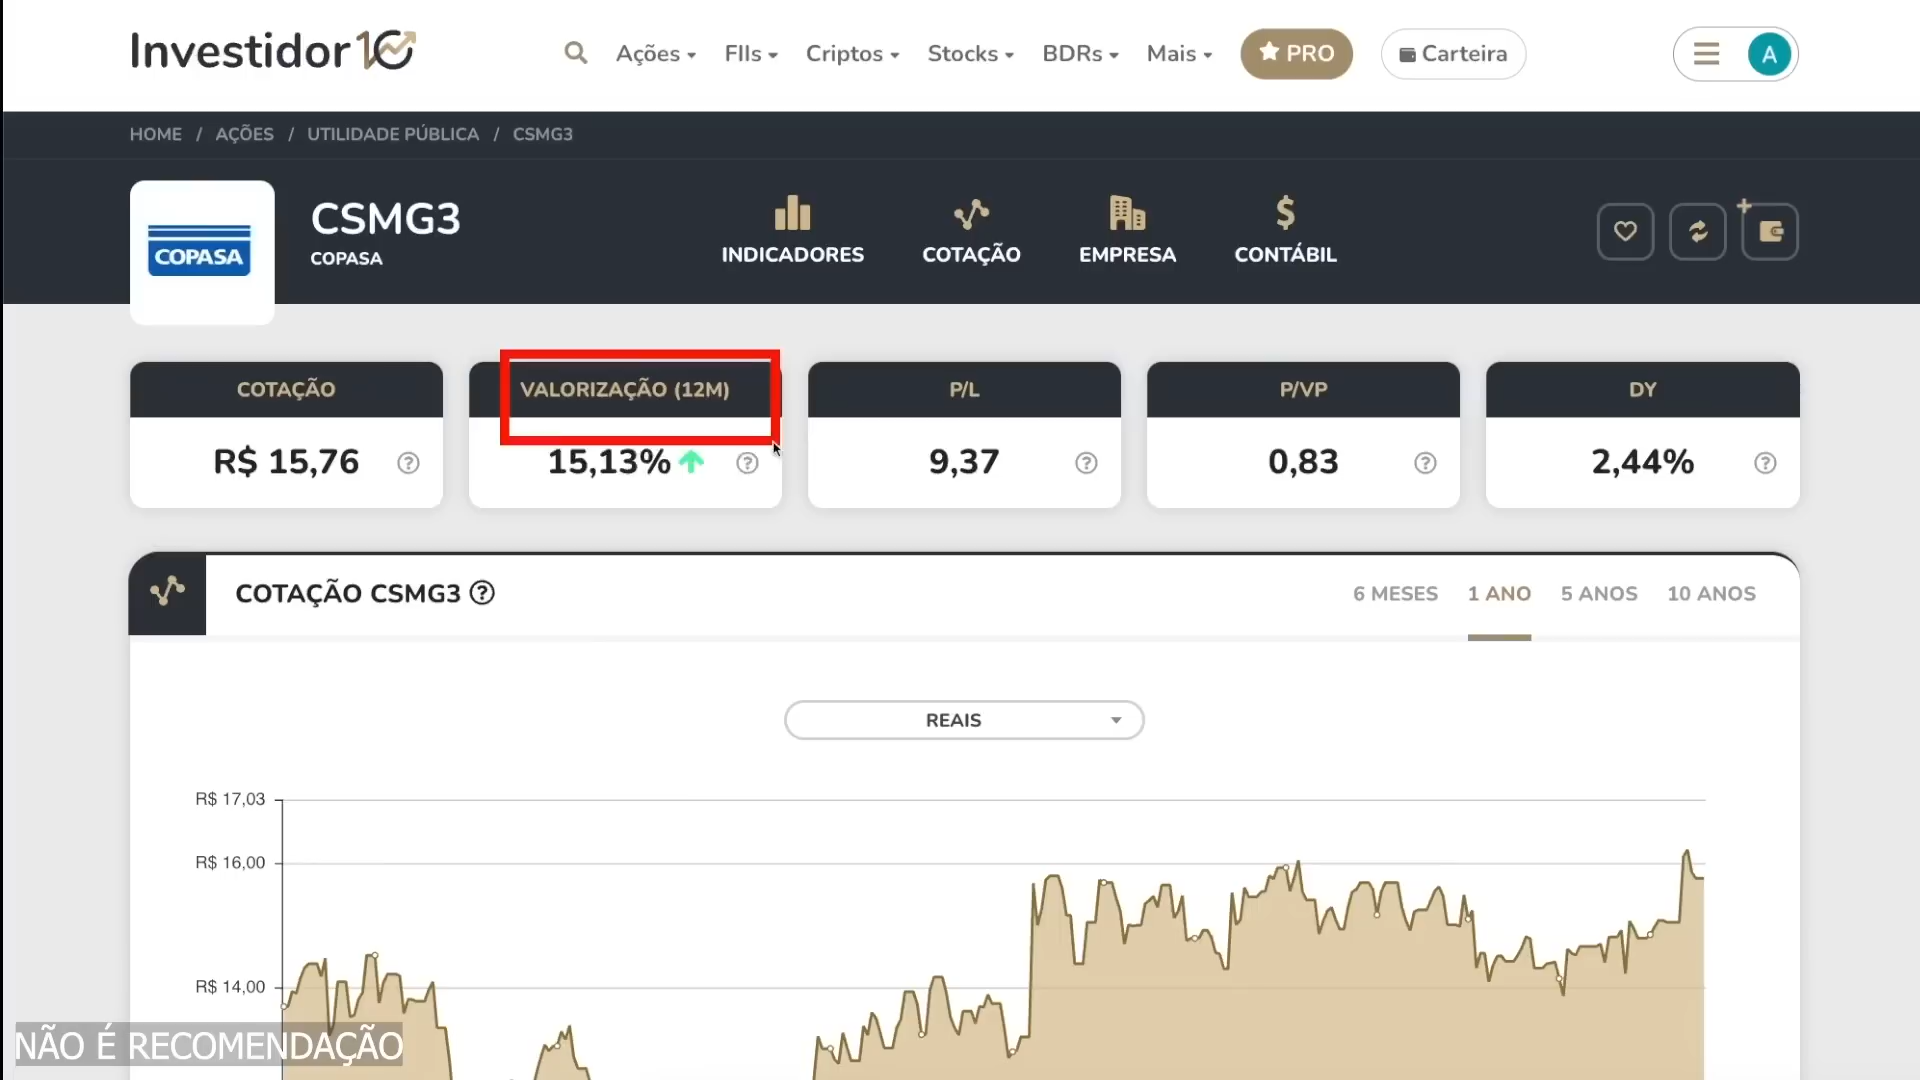 Investidor10
Ações
FIIs
Criptos
Stocks
BDRs
Mais
PRO
Carteira
A
HOME / AÇÕES / UTILIDADE PÚBLICA / CSMG3
COPASA
CSMG3
COPASA
INDICADORES
COTAÇÃO
EMPRESA
CONTÁBIL
COTAÇÃO
R$ 15,76
VALORIZAÇÃO (12M)
15,13%
P/L
9,37
P/VP
0,83
DY
2,44%
COTAÇÃO CSMG3
6 MESES
1 ANO
5 ANOS
10 ANOS
REAIS
R$ 17,03
R$ 16,00
R$ 14,00
NÃO É RECOMENDAÇÃO